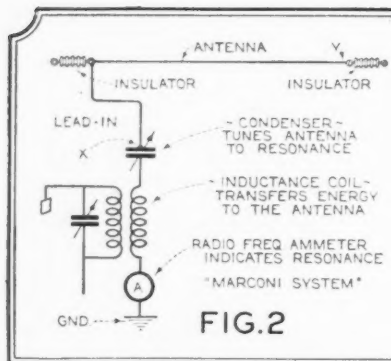 ANTENNA Y
INSULATOR INSULATOR
LEAD-IN
X
~CONDENSER~
TUNES ANTENNA
TO RESONANCE
~INDUCTANCE COIL~
TRANSFERS ENERGY
TO THE ANTENNA
RADIO FREQ AMMETER
INDICATES RESONANCE
A
"MARCONI SYSTEM"
GND
FIG.2